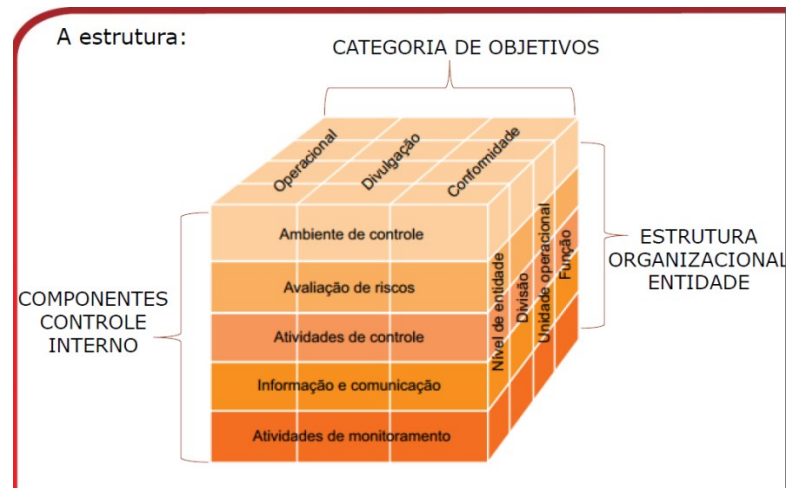 A estrutura:
CATEGORIA DE OBJETIVOS
Operacional
Divulgação
Conformidade
Ambiente de controle
Avaliação de riscos
Atividades de controle
Informação e comunicação
Atividades de monitoramento
Nível de entidade
Divisão
Unidade operacional
Função
COMPONENTES
CONTROLE
INTERNO
ESTRUTURA
ORGANIZACIONAL
ENTIDADE